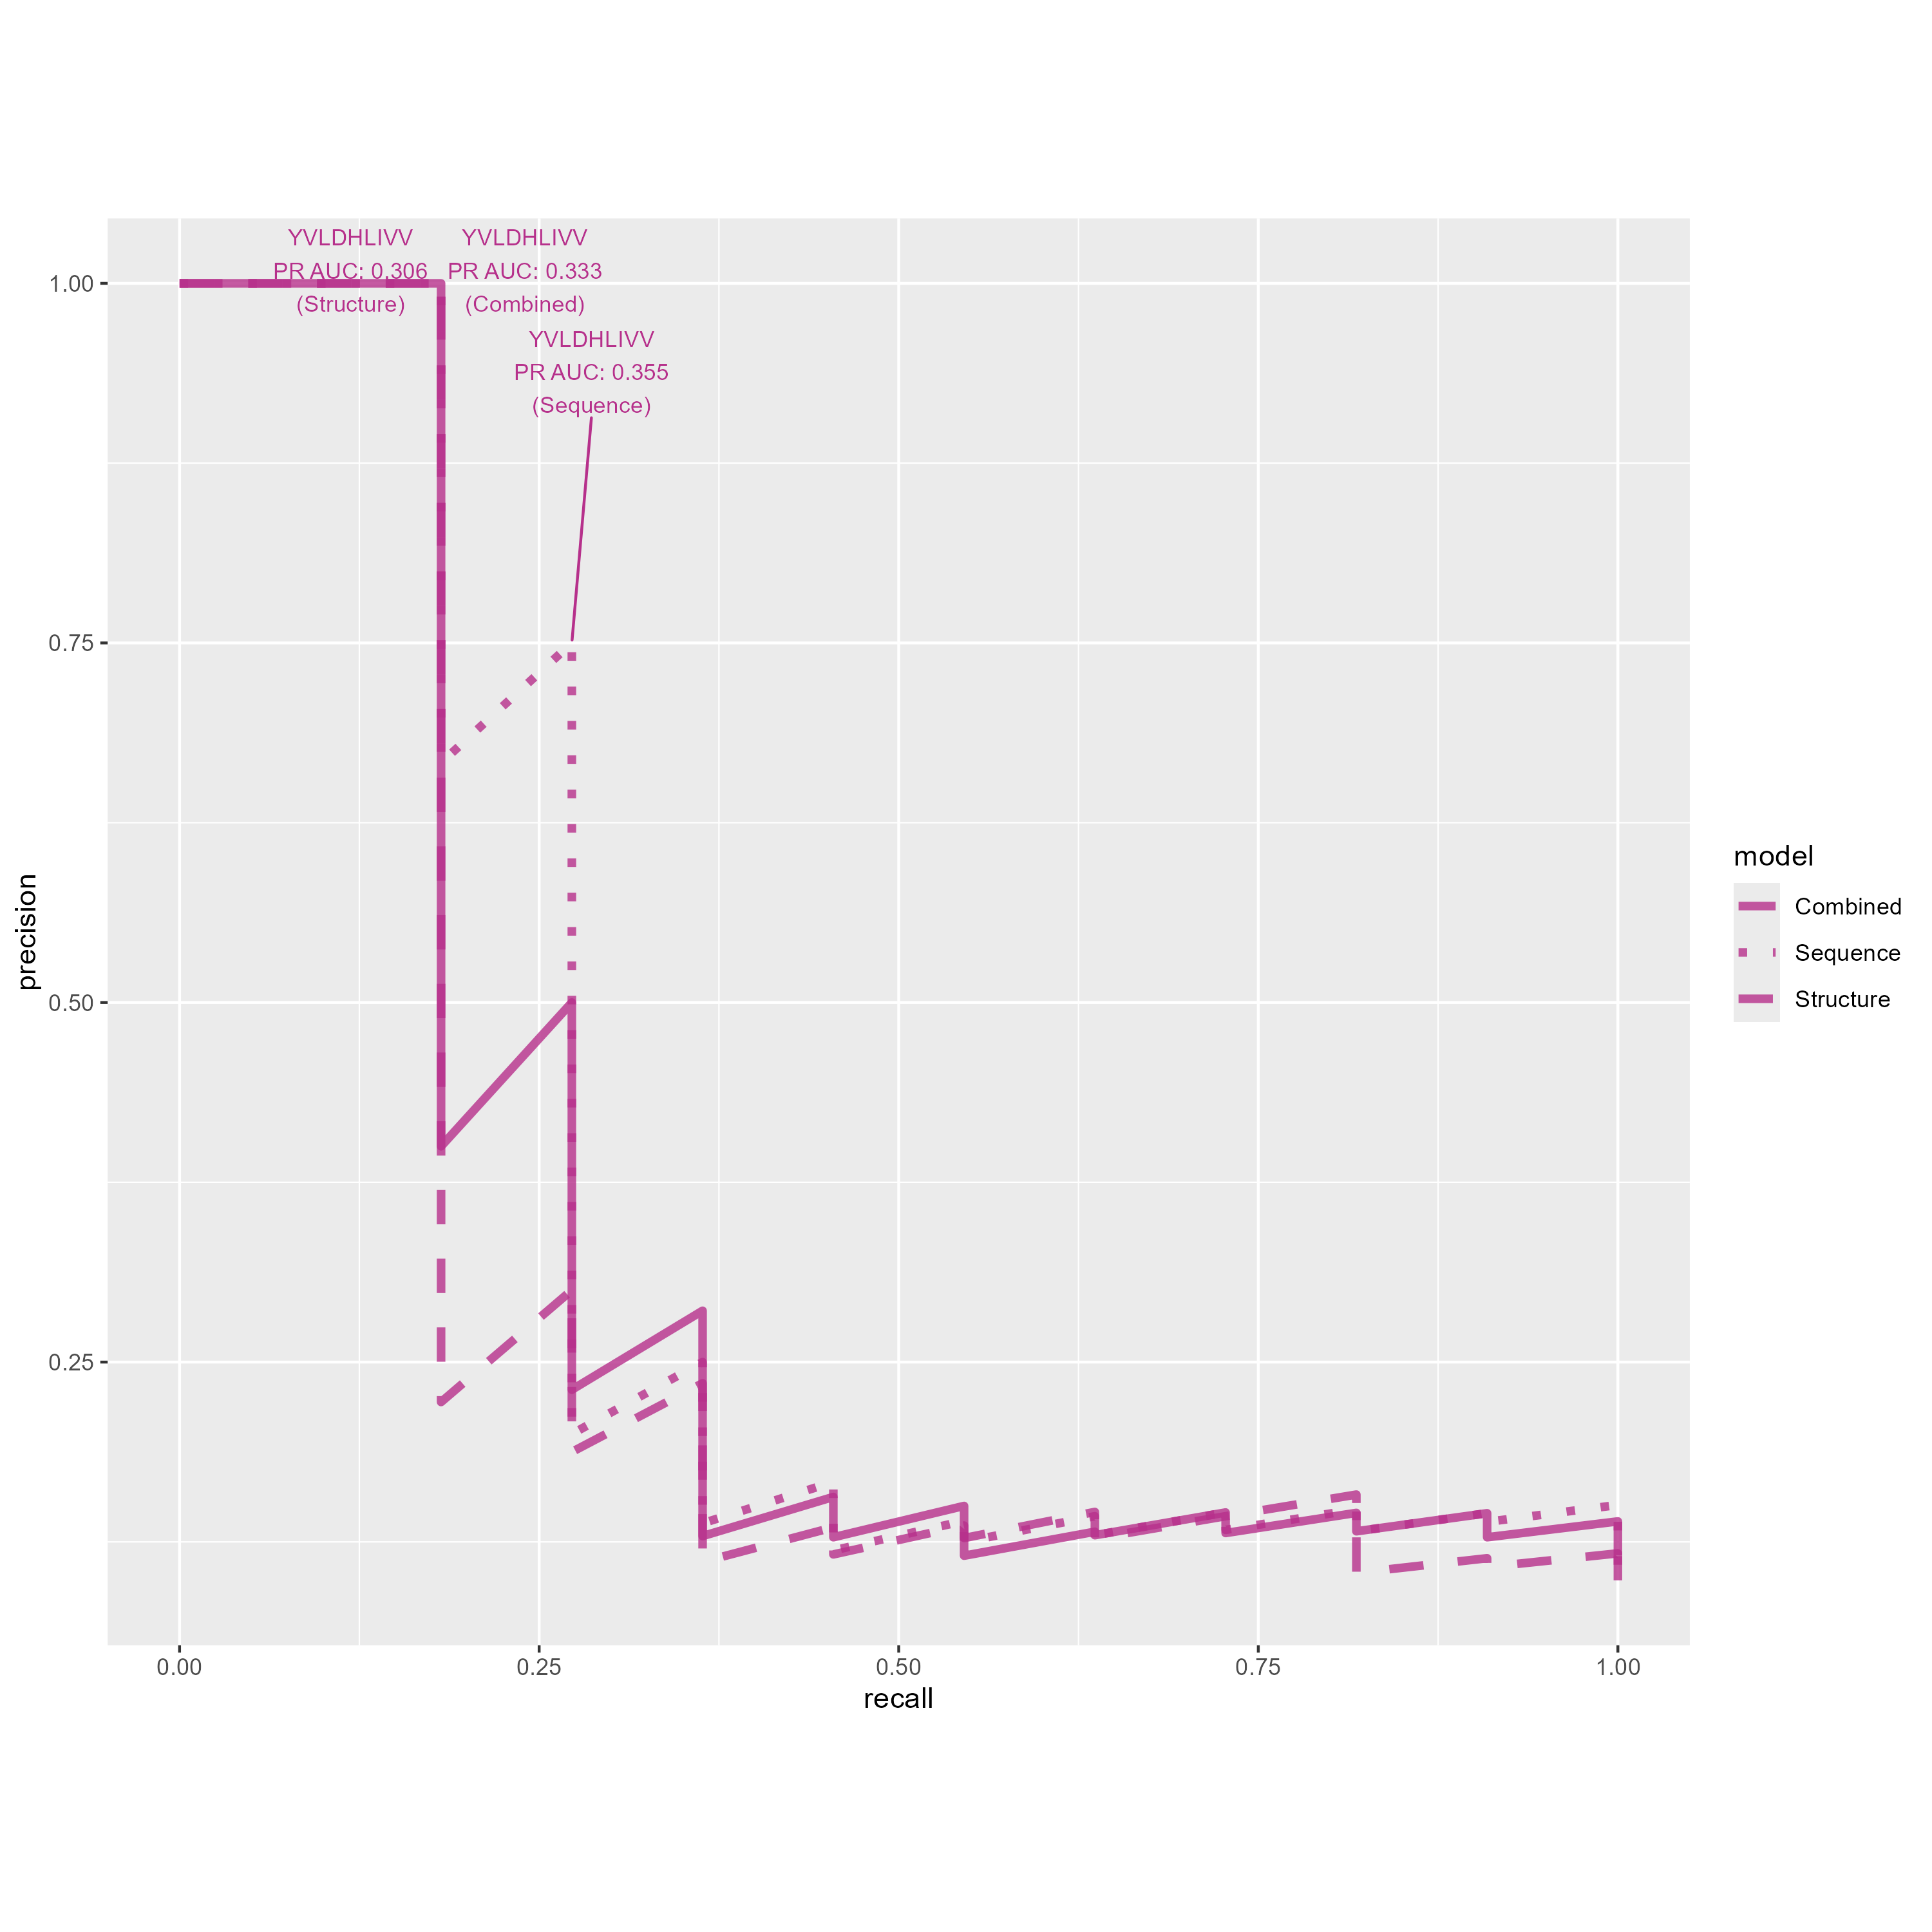 YVLDHLIVV
PR AUC: 0.306
(Structure)
YVLDHLIVV
PR AUC: 0.333
(Combined)
YVLDHLIVV
PR AUC: 0.355
(Sequence)
1.00
0.75
0.50
0.25
precision
0.00
0.25
0.50
0.75
1.00
recall
model
Combined
Sequence
Structure